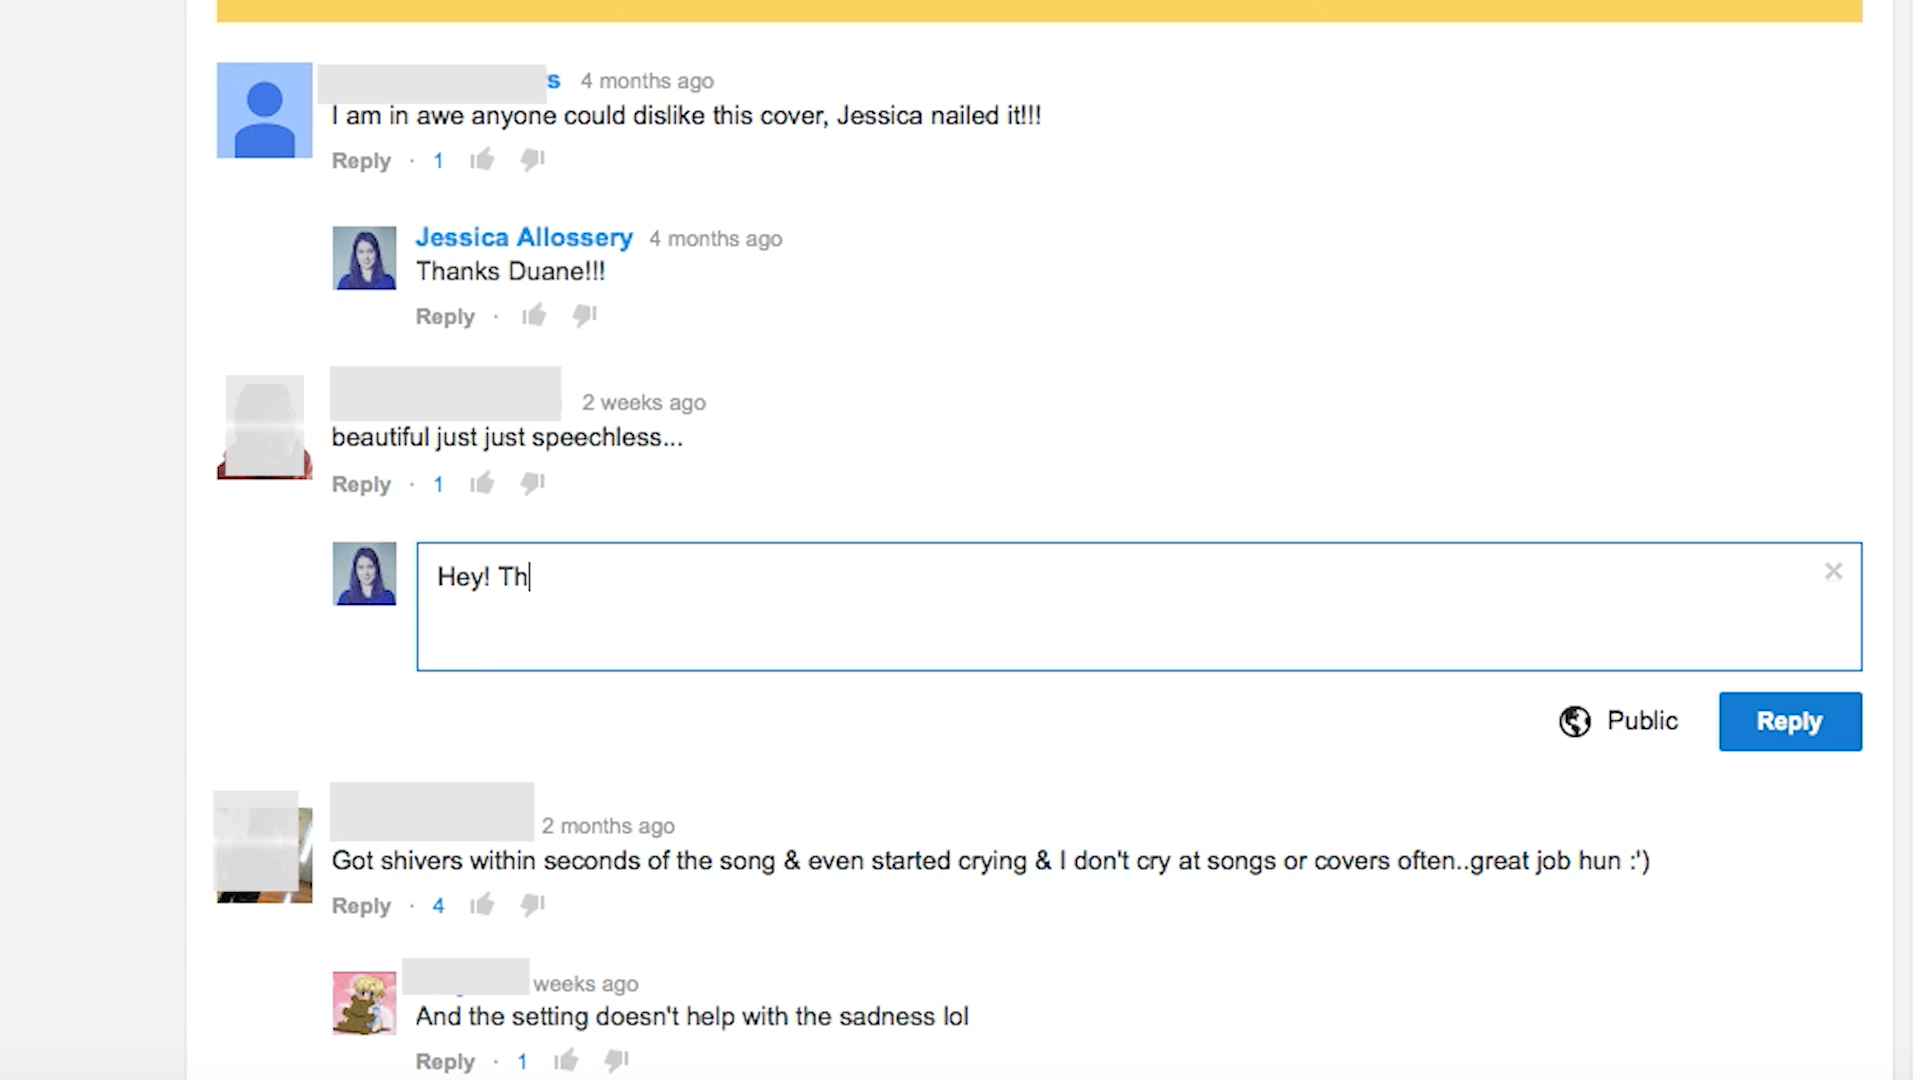 s 4 months ago
I am in awe anyone could dislike this cover, Jessica nailed it!!!
Reply · 1
Jessica Allossery 4 months ago
Thanks Duane!!!
Reply ·
2 weeks ago
beautiful just just speechless...
Reply · 1
Hey! Th
Public Reply
2 months ago
Got shivers within seconds of the song & even started crying & I don't cry at songs or covers often..great job hun :')
Reply · 4
weeks ago
And the setting doesn't help with the sadness lol
Reply · 1